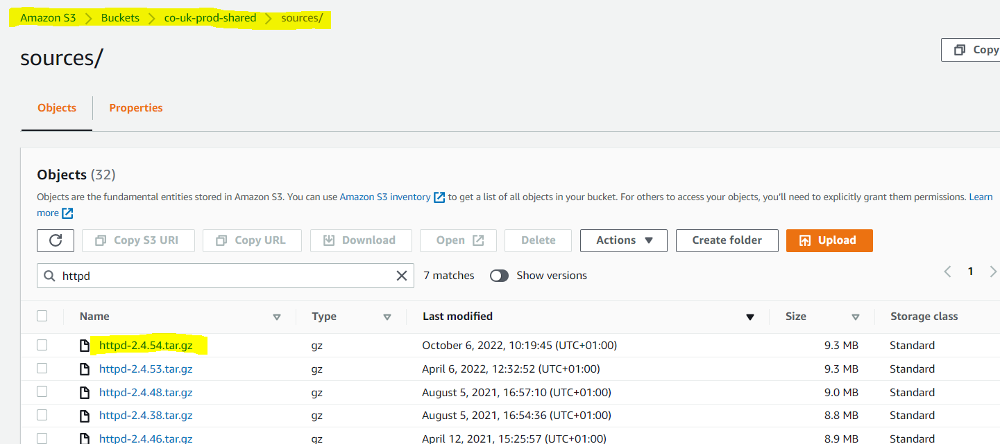 Amazon S3 > Buckets > co-uk-prod-shared > sources/
sources/
Copy
Objects Properties
Objects (32)
Objects are the fundamental entities stored in Amazon S3. You can use Amazon S3 inventory to get a list of all objects in your bucket. For others to access your objects, you'll need to explicitly grant them permissions. Learn
more
Copy S3 URI Copy URL Download Open Delete Actions Create folder Upload
httpd 7 matches Show versions 1
Name Type Last modified Size Storage class
httpd-2.4.54.tar.gz gz October 6, 2022, 10:19:45 (UTC+01:00) 9.3 MB Standard
httpd-2.4.53.tar.gz gz April 6, 2022, 12:32:52 (UTC+01:00) 9.3 MB Standard
httpd-2.4.48.tar.gz gz August 5, 2021, 16:57:10 (UTC+01:00) 9.0 MB Standard
httpd-2.4.38.tar.gz gz August 5, 2021, 16:54:36 (UTC+01:00) 8.8 MB Standard
httpd-2.4.46.tar.gz gz April 12, 2021, 15:25:57 (UTC+01:00) 8.9 MB Standard